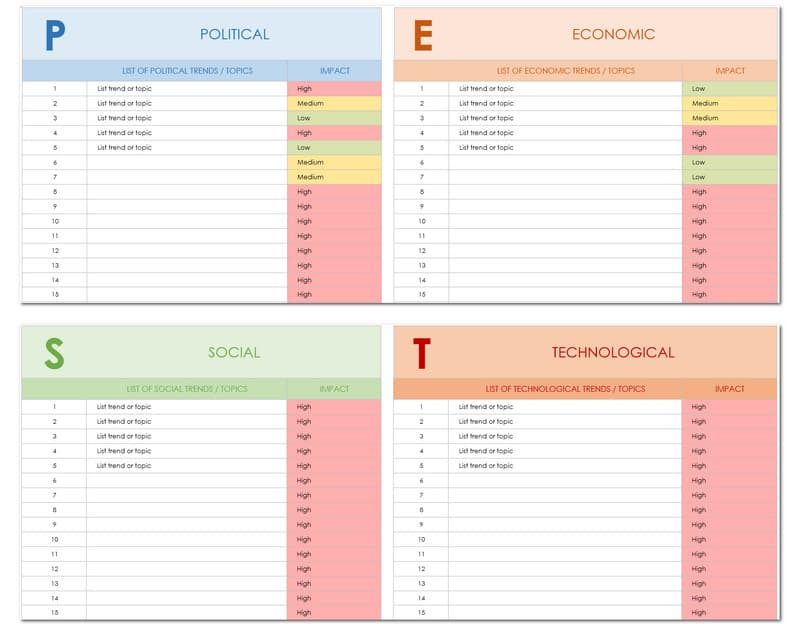 P POLITICAL
LIST OF POLITICAL TRENDS / TOPICS IMPACT
1 List trend or topic High
2 List trend or topic Medium
3 List trend or topic Low
4 List trend or topic High
5 List trend or topic Low
6 Medium
7 Medium
8 High
9 High
10 High
11 High
12 High
13 High
14 High
15 High
E ECONOMIC
LIST OF ECONOMIC TRENDS / TOPICS IMPACT
1 List trend or topic Low
2 List trend or topic Medium
3 List trend or topic Medium
4 List trend or topic High
5 List trend or topic High
6 Low
7 Low
8 High
9 High
10 High
11 High
12 High
13 High
14 High
15 High
S SOCIAL
LIST OF SOCIAL TRENDS / TOPICS IMPACT
1 List trend or topic High
2 List trend or topic High
3 List trend or topic High
4 List trend or topic High
5 List trend or topic High
6 High
7 High
8 High
9 High
10 High
11 High
12 High
13 High
14 High
15 High
T TECHNOLOGICAL
LIST OF TECHNOLOGICAL TRENDS / TOPICS IMPACT
1 List trend or topic High
2 List trend or topic High
3 List trend or topic High
4 List trend or topic High
5 List trend or topic High
6 High
7 High
8 High
9 High
10 High
11 High
12 High
13 High
14 High
15 High